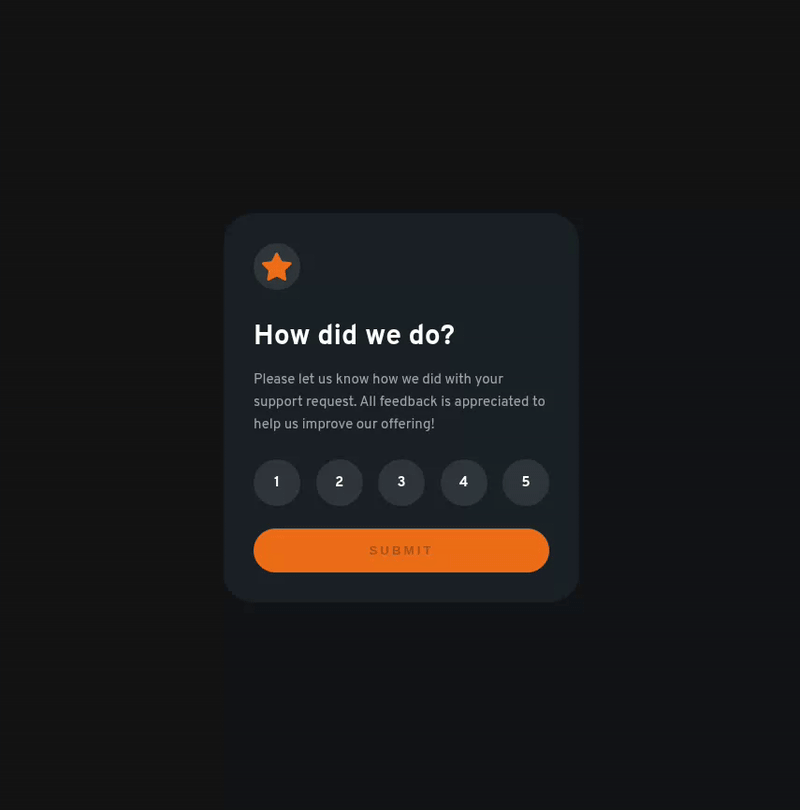 How did we do?
Please let us know how we did with your
support request. All feedback is appreciated to
help us improve our offering!
1 2 3 4 5
SUBMIT